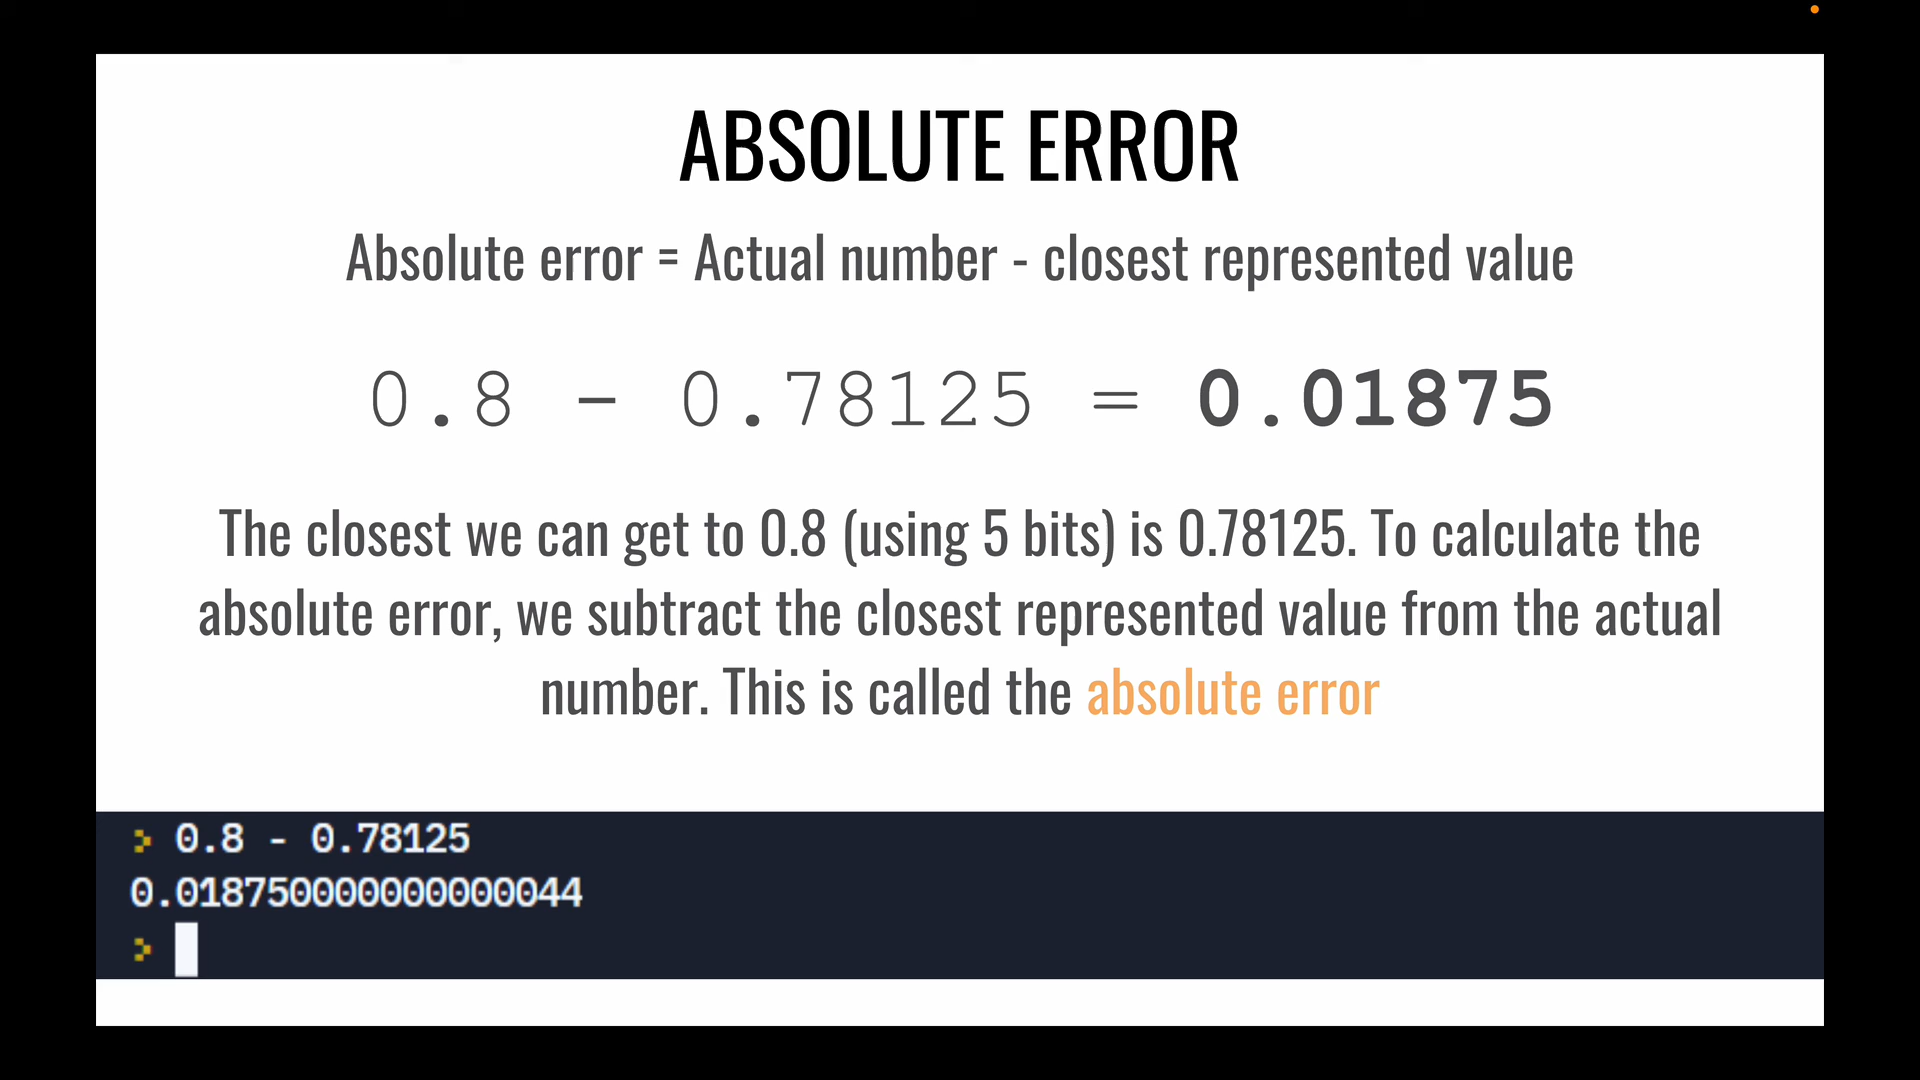 ABSOLUTE ERROR
Absolute error = Actual number - closest represented value
0.8 - 0.78125 = 0.01875
The closest we can get to 0.8 (using 5 bits) is 0.78125. To calculate the
absolute error, we subtract the closest represented value from the actual
number. This is called the absolute error
> 0.8 - 0.78125
0.018750000000000044
>